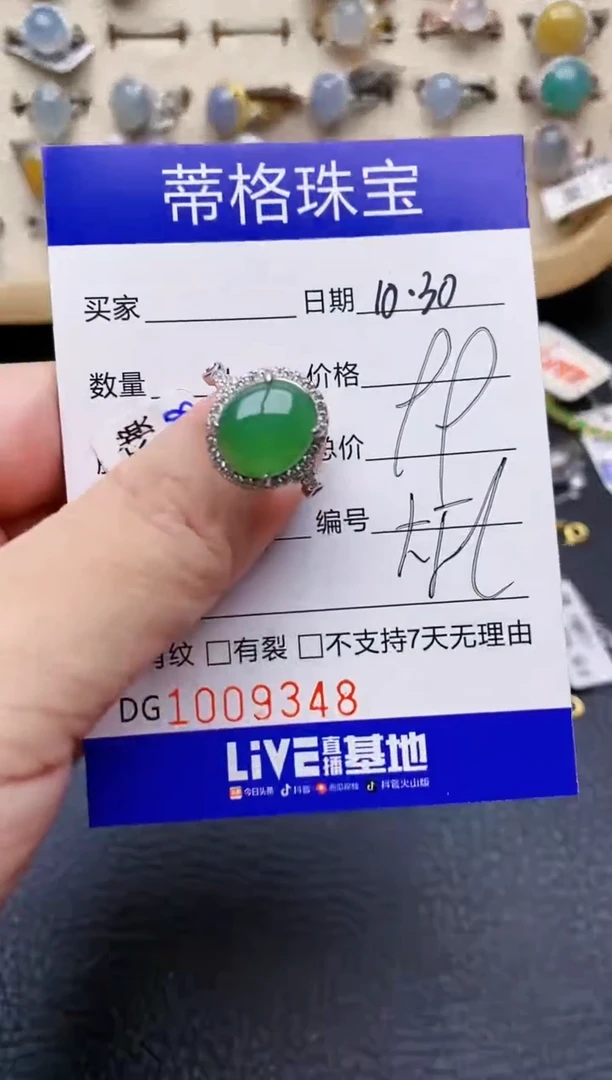 蒂格珠宝
买家 日期 10.30
数量 价格
总价
编号
有纹 □有裂 □不支持7天无理由
DG1009348
LiVE直播基地
今日头条 抖音 西瓜视频 抖音火山版